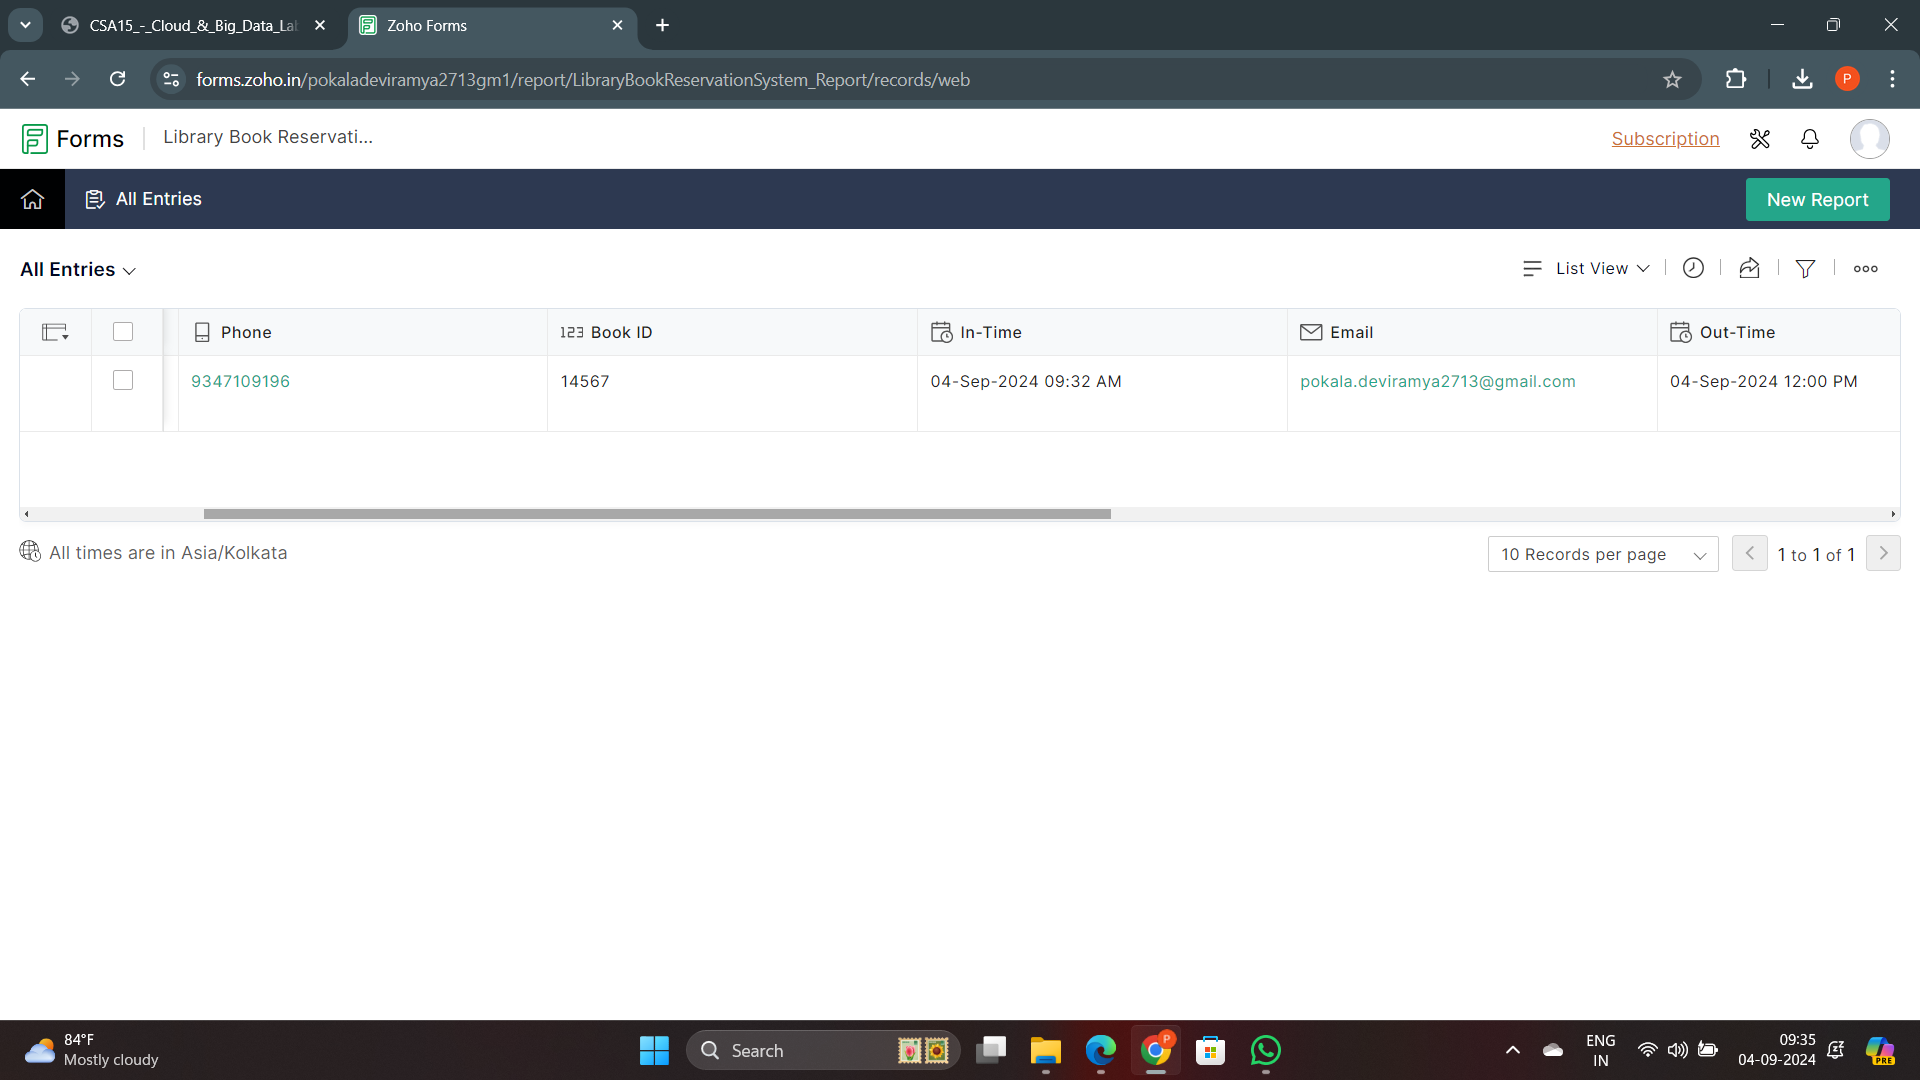 CSA15_-_Cloud_&_Big_Data_La
Zoho Forms
forms.zoho.in/pokaladeviramya2713gm1/report/LibraryBookReservationSystem_Report/records/web
P
Forms
Library Book Reservati...
Subscription
All Entries
New Report
All Entries
List View
Phone
123 Book ID
In-Time
Email
Out-Time
9347109196
14567
04-Sep-2024 09:32 AM
pokala.deviramya2713@gmail.com
04-Sep-2024 12:00 PM
All times are in Asia/Kolkata
10 Records per page
1 to 1 of 1
84°F
Mostly cloudy
Search
P
ENG
IN
09:35
04-09-2024
PRE